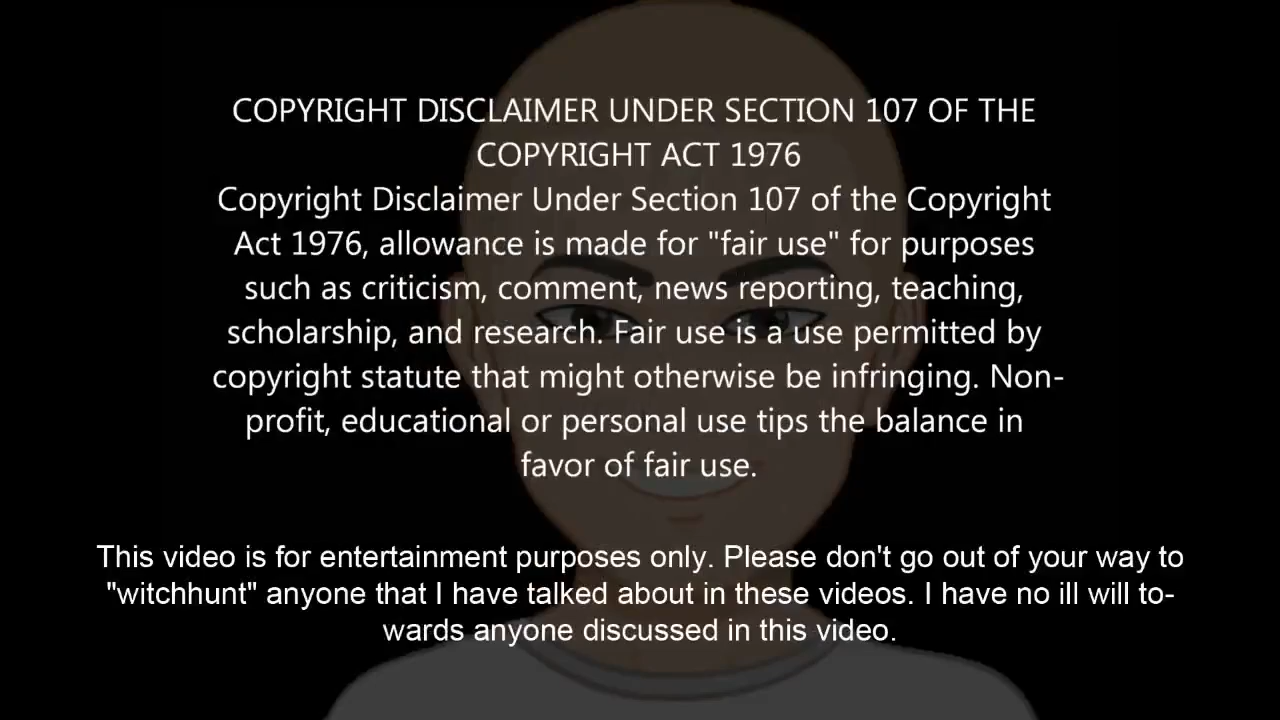 COPYRIGHT DISCLAIMER UNDER SECTION 107 OF THE
COPYRIGHT ACT 1976
Copyright Disclaimer Under Section 107 of the Copyright
Act 1976, allowance is made for "fair use" for purposes
such as criticism, comment, news reporting, teaching,
scholarship, and research. Fair use is a use permitted by
copyright statute that might otherwise be infringing. Non-
profit, educational or personal use tips the balance in
favor of fair use.
This video is for entertainment purposes only. Please don't go out of your way to
"witchhunt" anyone that I have talked about in these videos. I have no ill will to-
wards anyone discussed in this video.